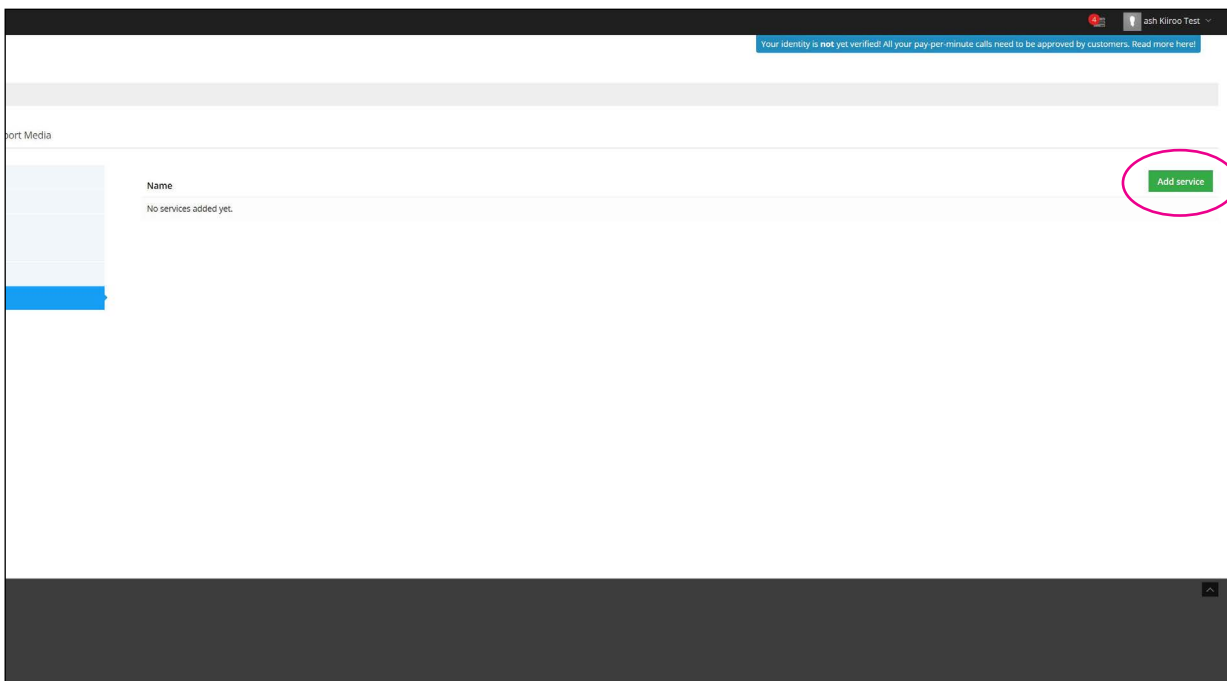 4
ash Kiiroo Test
Your identity is not yet verified! All your pay-per-minute calls need to be approved by customers. Read more here!
port Media
Name
Add service
No services added yet.